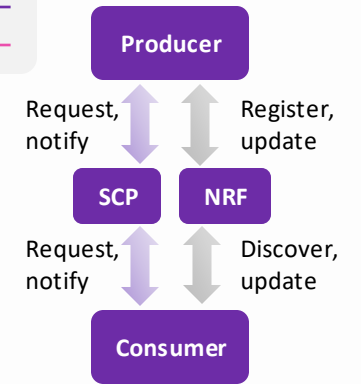 Producer
Request,
notify
Register,
update
SCP
NRF
Request,
notify
Discover,
update
Consumer